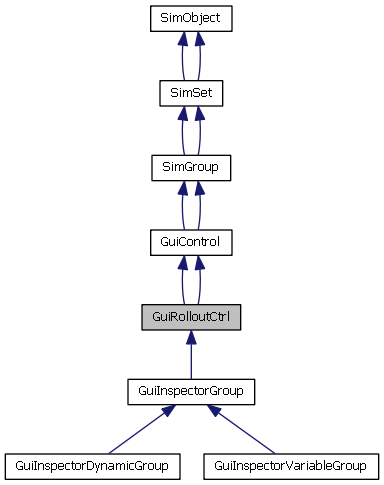 SimObject
SimSet
SimGroup
GuiControl
GuiRolloutCtrl
GuiInspectorGroup
GuiInspectorDynamicGroup
GuiInspectorVariableGroup